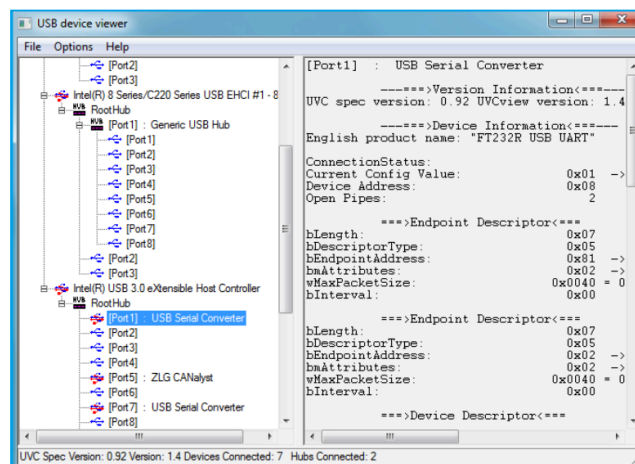 USB device viewer
File Options Help
[Port2]
[Port3]
Intel(R) 8 Series/C220 Series USB EHCI #1 - 8
RootHub
[Port1] : Generic USB Hub
[Port1]
[Port2]
[Port3]
[Port4]
[Port5]
[Port6]
[Port7]
[Port8]
[Port2]
[Port3]
Intel(R) USB 3.0 eXtensible Host Controller
RootHub
[Port1] : USB Serial Converter
[Port2]
[Port3]
[Port4]
[Port5] : ZLG CANalyst
[Port6]
[Port7] : USB Serial Converter
[Port8]
[Port1] : USB Serial Converter
---===>Version Information<===---
UVC spec version: 0.92 UVCview version: 1.4
---===>Device Information<===---
English product name: "FT232R USB UART"
ConnectionStatus:
Current Config Value: 0x01 ->
Device Address: 0x08
Open Pipes: 2
===>Endpoint Descriptor<===
bLength: 0x07
bDescriptorType: 0x05
bEndpointAddress: 0x81 ->
bmAttributes: 0x02 ->
wMaxPacketSize: 0x0040 = 0
bInterval: 0x00
===>Endpoint Descriptor<===
bLength: 0x07
bDescriptorType: 0x05
bEndpointAddress: 0x02 ->
bmAttributes: 0x02 ->
wMaxPacketSize: 0x0040 = 0
bInterval: 0x00
===>Device Descriptor<===
UVC Spec Version: 0.92 Version: 1.4 Devices Connected: 7 Hubs Connected: 2